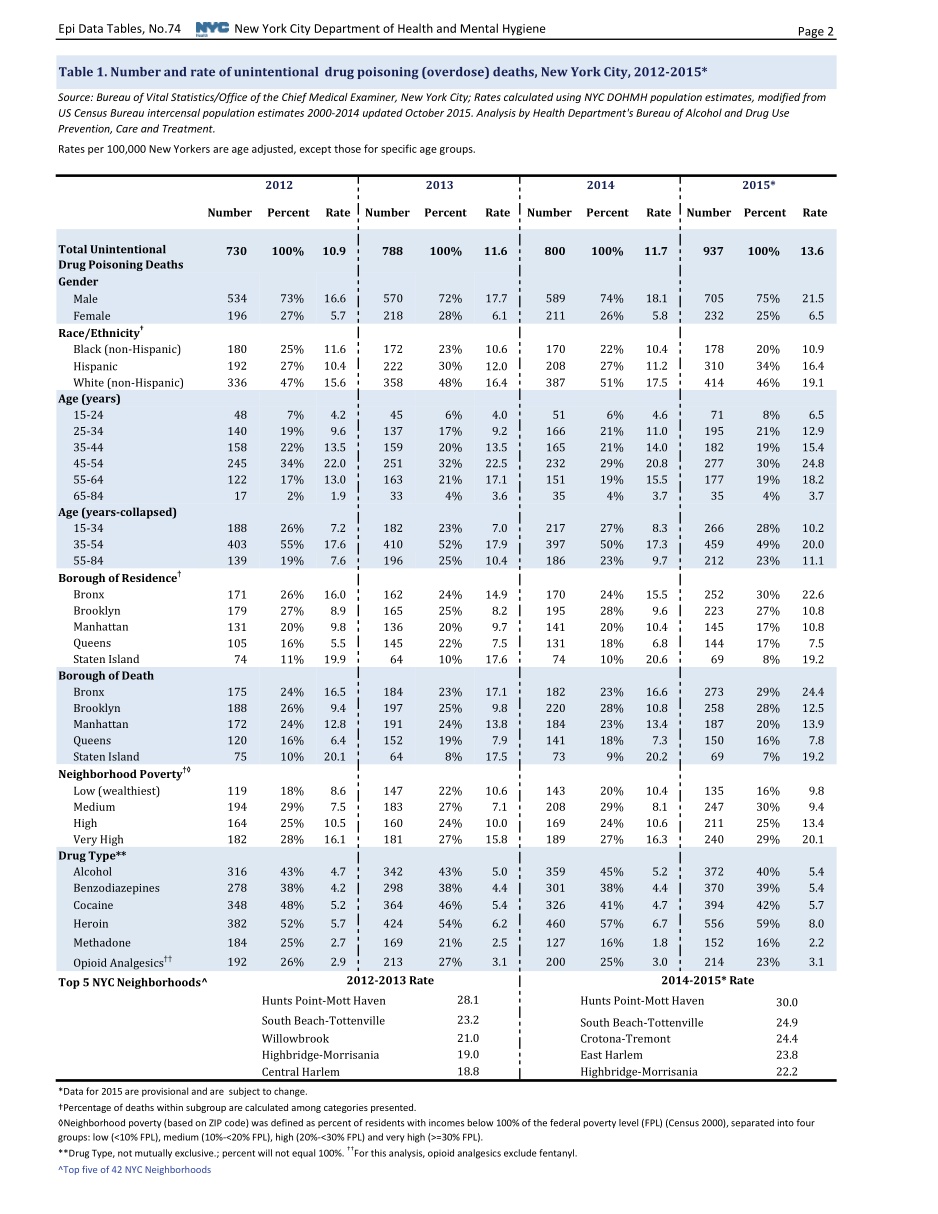 Epi Data Tables, No.74 NYC Health New York City Department of Health and Mental Hygiene Page 2
Table 1. Number and rate of unintentional drug poisoning (overdose) deaths, New York City, 2012-2015*
Source: Bureau of Vital Statistics/Office of the Chief Medical Examiner, New York City; Rates calculated using NYC DOHMH population estimates, modified from
US Census Bureau intercensal population estimates 2000-2014 updated October 2015. Analysis by Health Department's Bureau of Alcohol and Drug Use
Prevention, Care and Treatment.
Rates per 100,000 New Yorkers are age adjusted, except those for specific age groups.
2012 2013 2014 2015*
Number Percent Rate Number Percent Rate Number Percent Rate Number Percent Rate
Total Unintentional 730 100% 10.9 788 100% 11.6 800 100% 11.7 937 100% 13.6
Drug Poisoning Deaths
Gender
Male 534 73% 16.6 570 72% 17.7 589 74% 18.1 705 75% 21.5
Female 196 27% 5.7 218 28% 6.1 211 26% 5.8 232 25% 6.5
Race/Ethnicity†
Black (non-Hispanic) 180 25% 11.6 172 23% 10.6 170 22% 10.4 178 20% 10.9
Hispanic 192 27% 10.4 222 30% 12.0 208 27% 11.2 310 34% 16.4
White (non-Hispanic) 336 47% 15.6 358 48% 16.4 387 51% 17.5 414 46% 19.1
Age (years)
15-24 48 7% 4.2 45 6% 4.0 51 6% 4.6 71 8% 6.5
25-34 140 19% 9.6 137 17% 9.2 166 21% 11.0 195 21% 12.9
35-44 158 22% 13.5 159 20% 13.5 165 21% 14.0 182 19% 15.4
45-54 245 34% 22.0 251 32% 22.5 232 29% 20.8 277 30% 24.8
55-64 122 17% 13.0 163 21% 17.1 151 19% 15.5 177 19% 18.2
65-84 17 2% 1.9 33 4% 3.6 35 4% 3.7 35 4% 3.7
Age (years-collapsed)
15-34 188 26% 7.2 182 23% 7.0 217 27% 8.3 266 28% 10.2
35-54 403 55% 17.6 410 52% 17.9 397 50% 17.3 459 49% 20.0
55-84 139 19% 7.6 196 25% 10.4 186 23% 9.7 212 23% 11.1
Borough of Residence†
Bronx 171 26% 16.0 162 24% 14.9 170 24% 15.5 252 30% 22.6
Brooklyn 179 27% 8.9 165 25% 8.2 195 28% 9.6 223 27% 10.8
Manhattan 131 20% 9.8 136 20% 9.7 141 20% 10.4 145 17% 10.8
Queens 105 16% 5.5 145 22% 7.5 131 18% 6.8 144 17% 7.5
Staten Island 74 11% 19.9 64 10% 17.6 74 10% 20.6 69 8% 19.2
Borough of Death
Bronx 175 24% 16.5 184 23% 17.1 182 23% 16.6 273 29% 24.4
Brooklyn 188 26% 9.4 197 25% 9.8 220 28% 10.8 258 28% 12.5
Manhattan 172 24% 12.8 191 24% 13.8 184 23% 13.4 187 20% 13.9
Queens 120 16% 6.4 152 19% 7.9 141 18% 7.3 150 16% 7.8
Staten Island 75 10% 20.1 64 8% 17.5 73 9% 20.2 69 7% 19.2
Neighborhood Poverty†◊
Low (wealthiest) 119 18% 8.6 147 22% 10.6 143 20% 10.4 135 16% 9.8
Medium 194 29% 7.5 183 27% 7.1 208 29% 8.1 247 30% 9.4
High 164 25% 10.5 160 24% 10.0 169 24% 10.6 211 25% 13.4
Very High 182 28% 16.1 181 27% 15.8 189 27% 16.3 240 29% 20.1
Drug Type**
Alcohol 316 43% 4.7 342 43% 5.0 359 45% 5.2 372 40% 5.4
Benzodiazepines 278 38% 4.2 298 38% 4.4 301 38% 4.4 370 39% 5.4
Cocaine 348 48% 5.2 364 46% 5.4 326 41% 4.7 394 42% 5.7
Heroin 382 52% 5.7 424 54% 6.2 460 57% 6.7 556 59% 8.0
Methadone 184 25% 2.7 169 21% 2.5 127 16% 1.8 152 16% 2.2
Opioid Analgesics†† 192 26% 2.9 213 27% 3.1 200 25% 3.0 214 23% 3.1
Top 5 NYC Neighborhoods^ 2012-2013 Rate 2014-2015* Rate
Hunts Point-Mott Haven 28.1 Hunts Point-Mott Haven 30.0
South Beach-Tottenville 23.2 South Beach-Tottenville 24.9
Willowbrook 21.0 Crotona-Tremont 24.4
Highbridge-Morrisania 19.0 East Harlem 23.8
Central Harlem 18.8 Highbridge-Morrisania 22.2
*Data for 2015 are provisional and are subject to change.
†Percentage of deaths within subgroup are calculated among categories presented.
◊Neighborhood poverty (based on ZIP code) was defined as percent of residents with incomes below 100% of the federal poverty level (FPL) (Census 2000), separated into four
groups: low (<10% FPL), medium (10%-<20% FPL), high (20%-<30% FPL) and very high (>=30% FPL).
**Drug Type, not mutually exclusive.; percent will not equal 100%. ††For this analysis, opioid analgesics exclude fentanyl.
^Top five of 42 NYC Neighborhoods